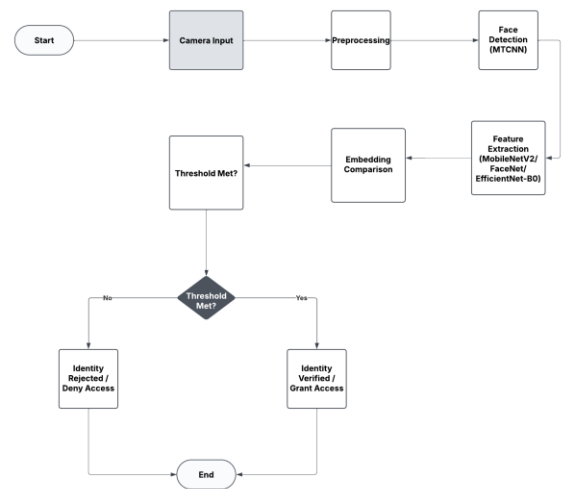 Start
Camera Input
Preprocessing
Face
Detection
(MTCNN)
Feature
Extraction
(MobileNetV2/
FaceNet/
EfficientNet-B0)
Embedding
Comparison
Threshold Met?
Threshold
Met?
No
Yes
Identity
Rejected /
Deny Access
Identity
Verified /
Grant Access
End